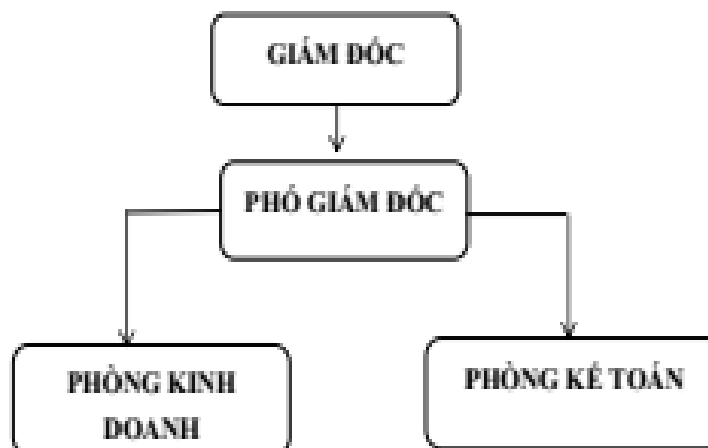 GIÁM ĐỐC
PHÓ GIÁM ĐỐC
PHÒNG KINH
DOANH
PHÒNG KẾ TOÁN